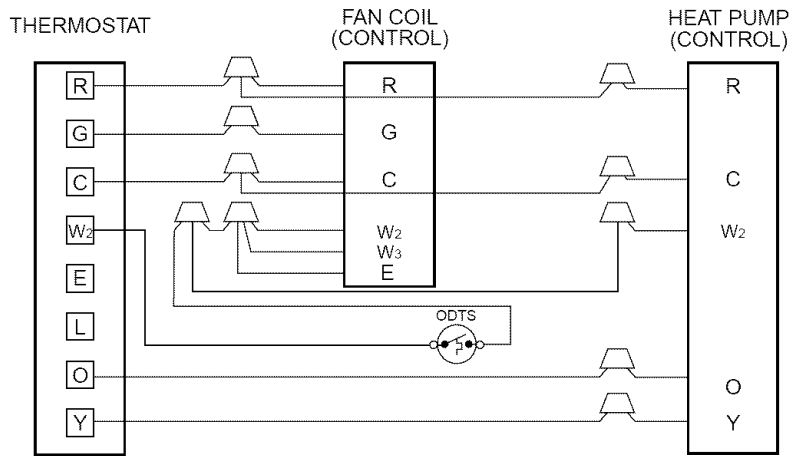 THERMOSTAT
FAN COIL
(CONTROL)
HEAT PUMP
(CONTROL)
R
G
C
W2
E
L
O
Y
R
G
C
W2
W3
E
ODTS
R
C
W2
O
Y